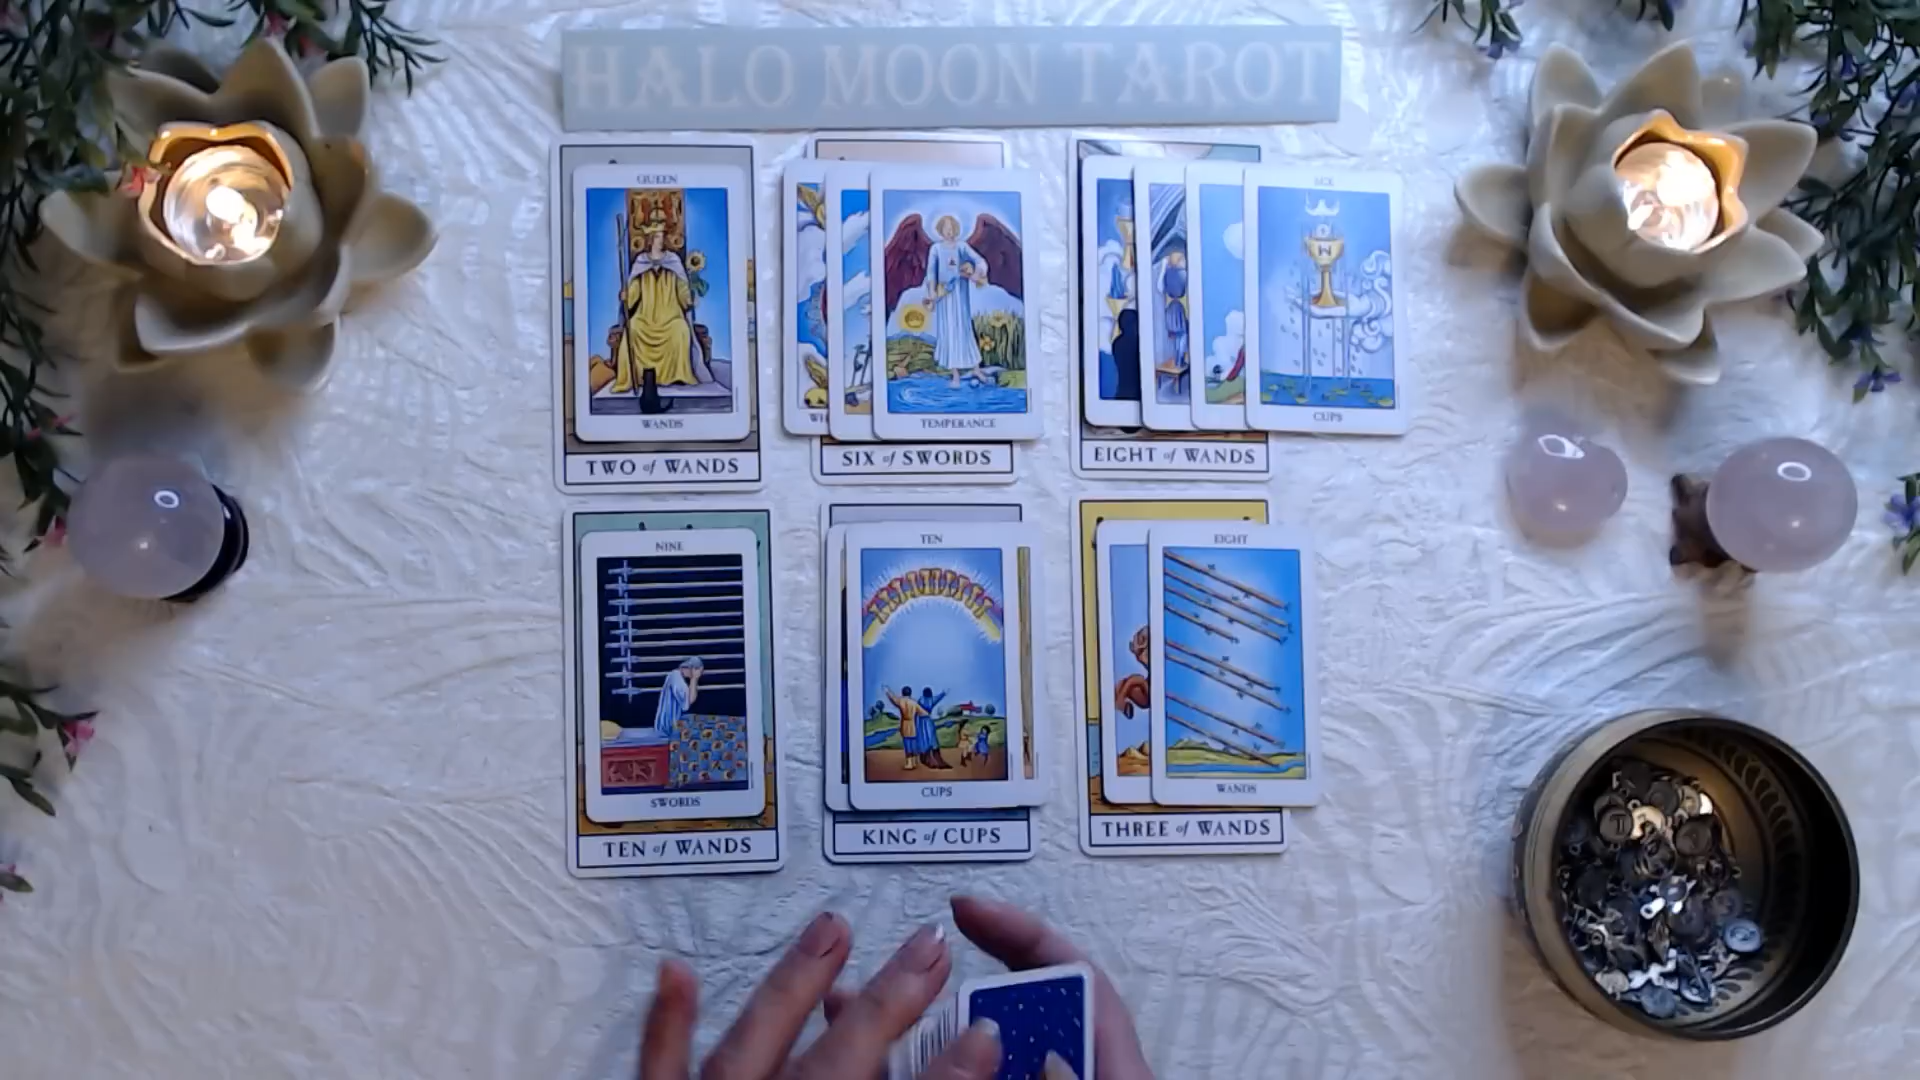 HALO MOON TAROT
QUEEN
WANDS
TWO of WANDS
XIV
TEMPERANCE
SIX of SWORDS
CUPS
EIGHT of WANDS
NINE
SWORDS
TEN of WANDS
TEN
CUPS
KING of CUPS
EIGHT
WANDS
THREE of WANDS